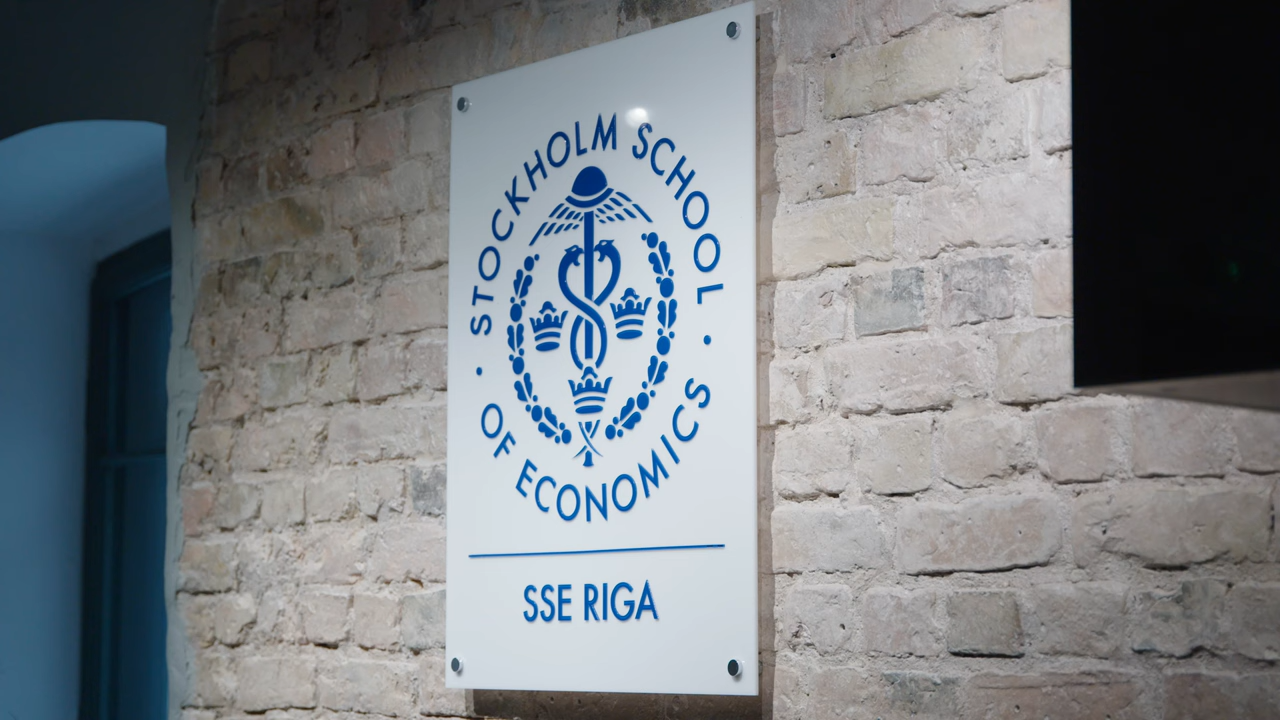 STOCKHOLM SCHOOL
• OF ECONOMICS •
SSE RIGA